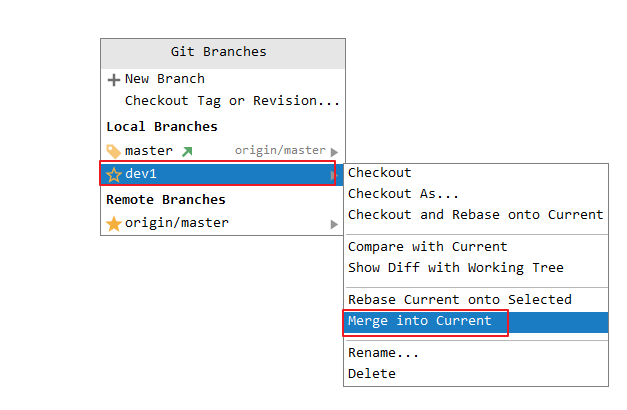 Git Branches
New Branch
Checkout Tag or Revision...
Local Branches
master origin/master
dev1
Remote Branches
origin/master
Checkout
Checkout As...
Checkout and Rebase onto Current
Compare with Current
Show Diff with Working Tree
Rebase Current onto Selected
Merge into Current
Rename...
Delete